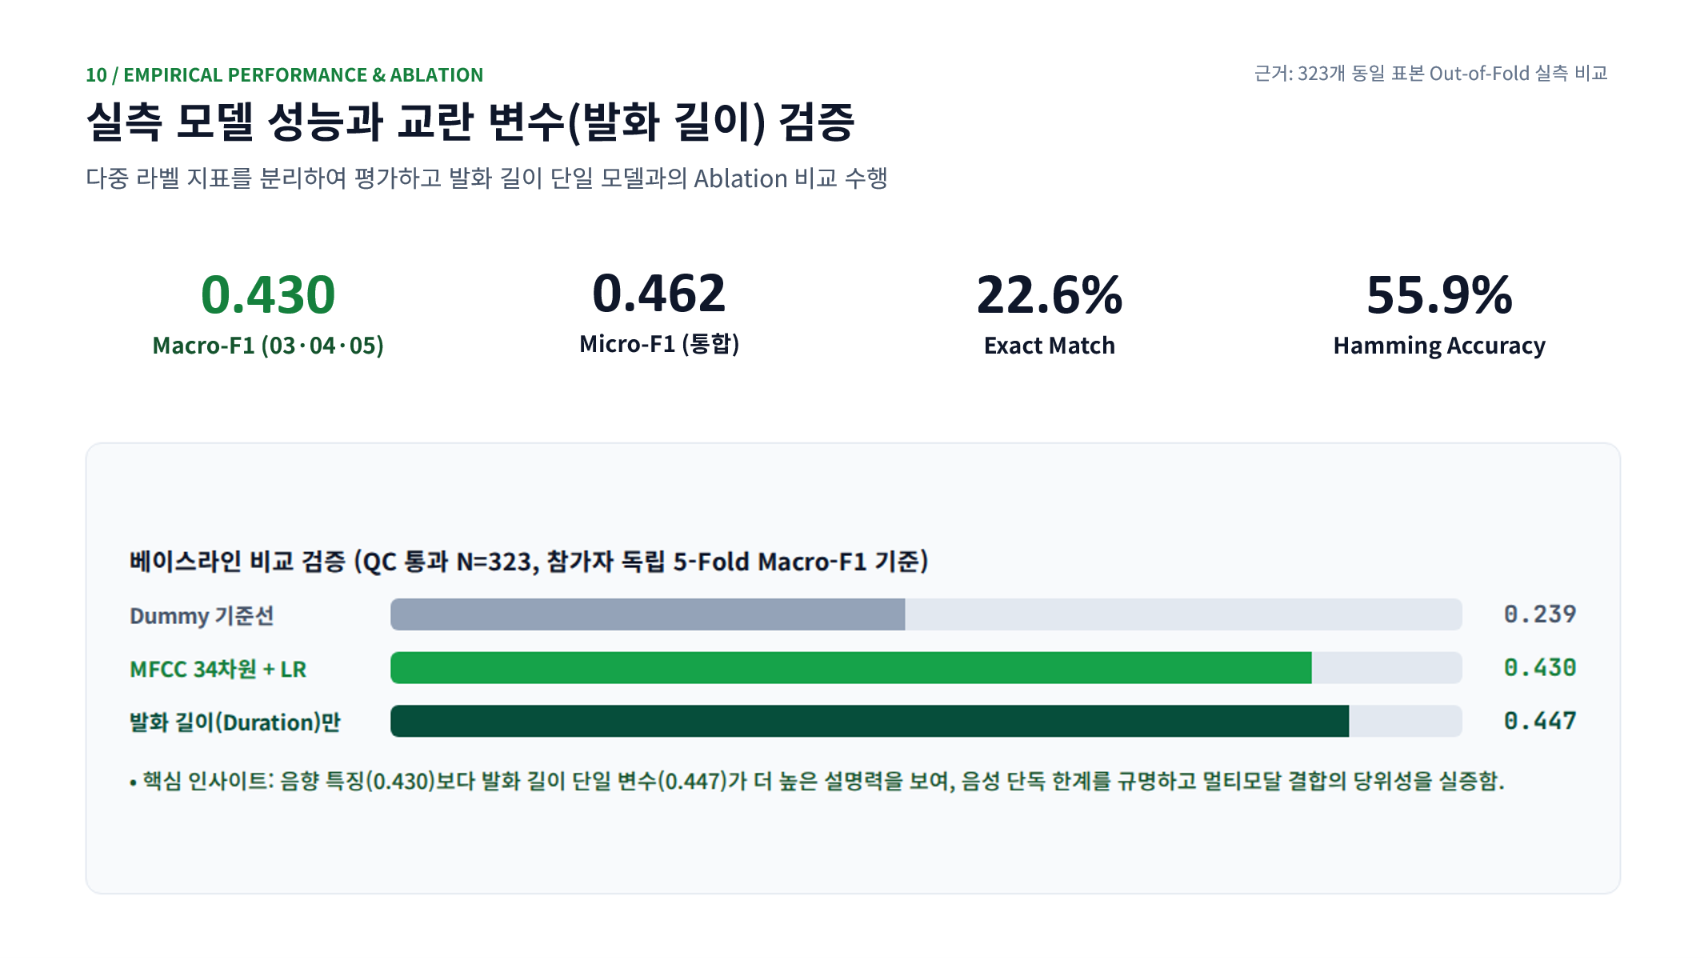 10 / EMPIRICAL PERFORMANCE & ABLATION
근거: 323개 동일 표본 Out-of-Fold 실측 비교
실측 모델 성능과 교란 변수(발화 길이) 검증
다중 라벨 지표를 분리하여 평가하고 발화 길이 단일 모델과의 Ablation 비교 수행
0.430
Macro-F1 (03·04·05)
0.462
Micro-F1 (통합)
22.6%
Exact Match
55.9%
Hamming Accuracy
베이스라인 비교 검증 (QC 통과 N=323, 참가자 독립 5-Fold Macro-F1 기준)
Dummy 기준선 0.239
MFCC 34차원 + LR 0.430
발화 길이(Duration)만 0.447
• 핵심 인사이트: 음향 특징(0.430)보다 발화 길이 단일 변수(0.447)가 더 높은 설명력을 보여, 음성 단독 한계를 규명하고 멀티모달 결합의 당위성을 실증함.